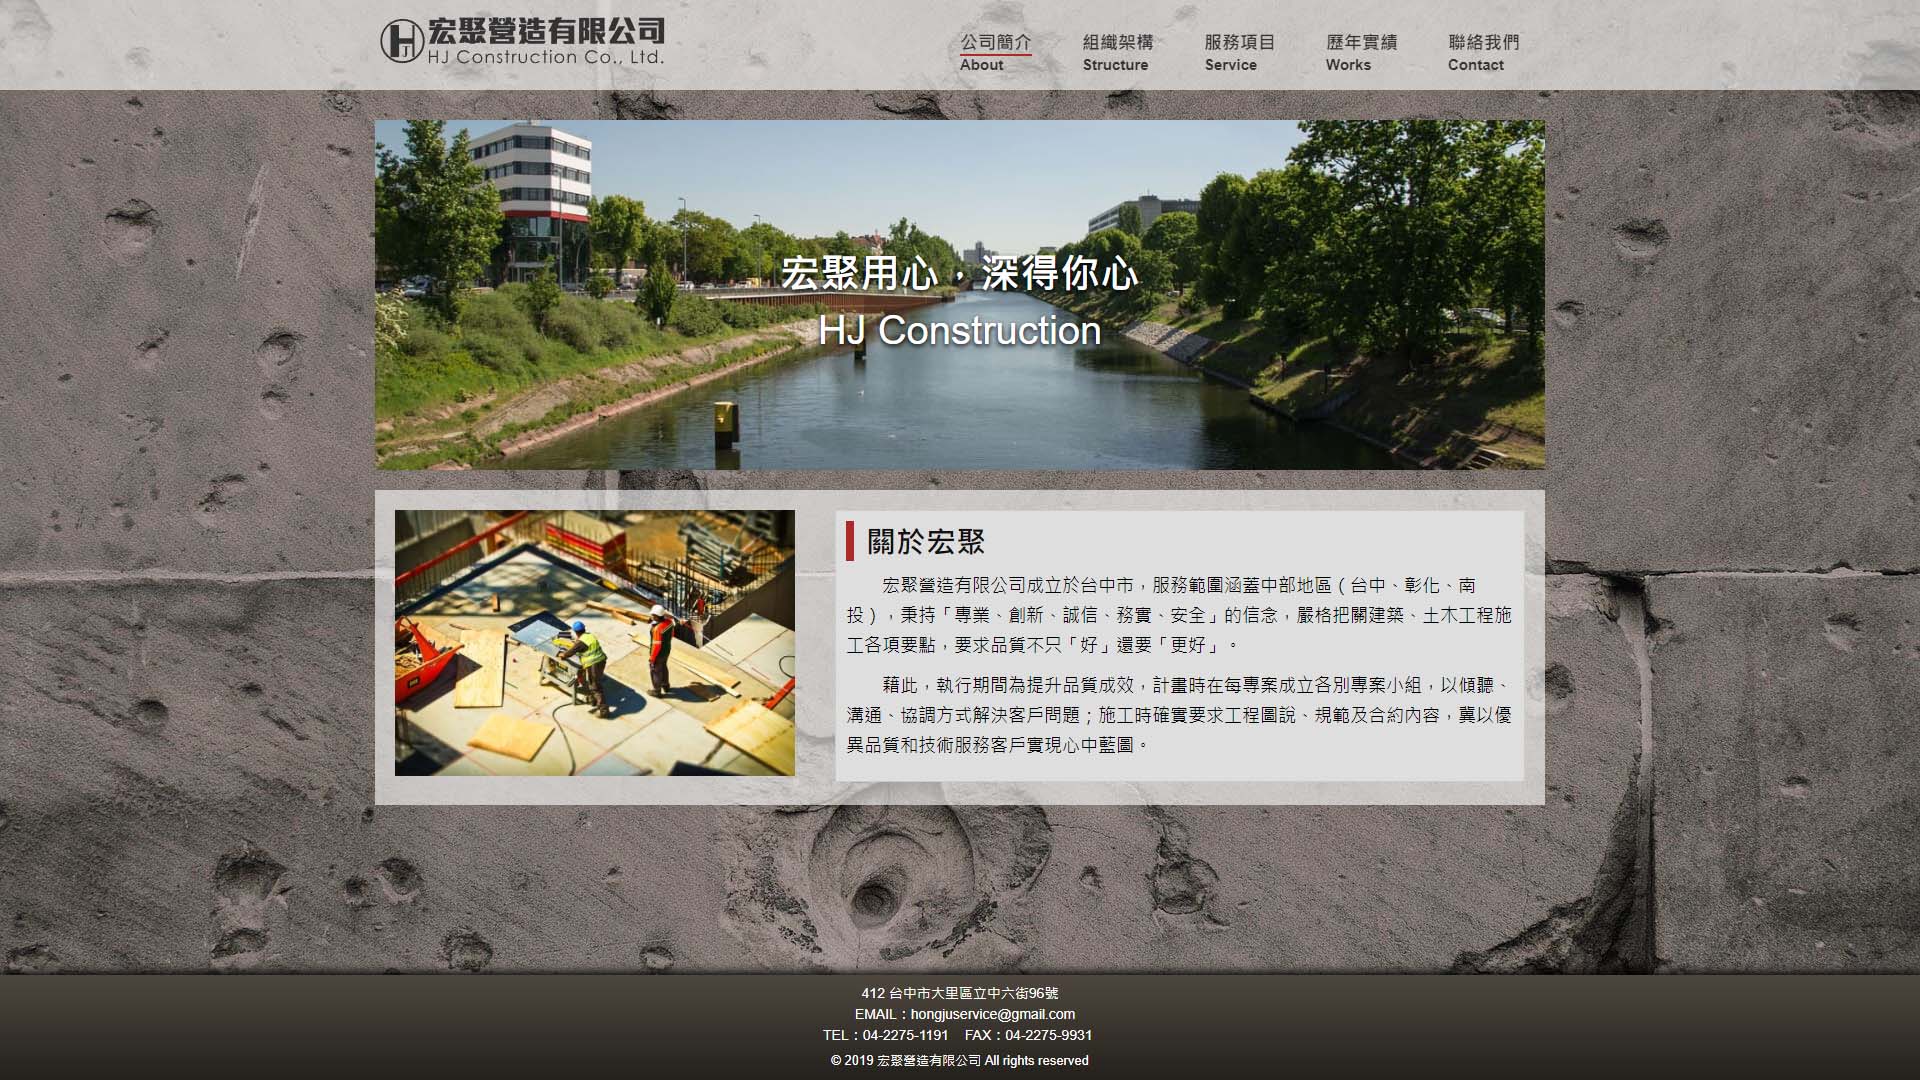 宏聚營造有限公司
HJ Construction Co., Ltd.
公司簡介 組織架構 服務項目 歷年實績 聯絡我們
About Structure Service Works Contact
宏聚用心，深得你心
HJ Construction
關於宏聚
宏聚營造有限公司成立於台中市，服務範圍涵蓋中部地區（台中、彰化、南
投），秉持「專業、創新、誠信、務實、安全」的信念，嚴格把關建築、土木工程施
工各項要點，要求品質不只「好」還要「更好」。
藉此，執行期間為提升品質成效，計畫時在每專案成立各別專案小組，以傾聽、
溝通、協調方式解決客戶問題；施工時確實要求工程圖說、規範及合約內容，冀以優
異品質和技術服務客戶實現心中藍圖。
412 台中市大里區立中六街96號
EMAIL：hongjuservice@gmail.com
TEL：04-2275-1191 FAX：04-2275-9931
© 2019 宏聚營造有限公司 All rights reserved